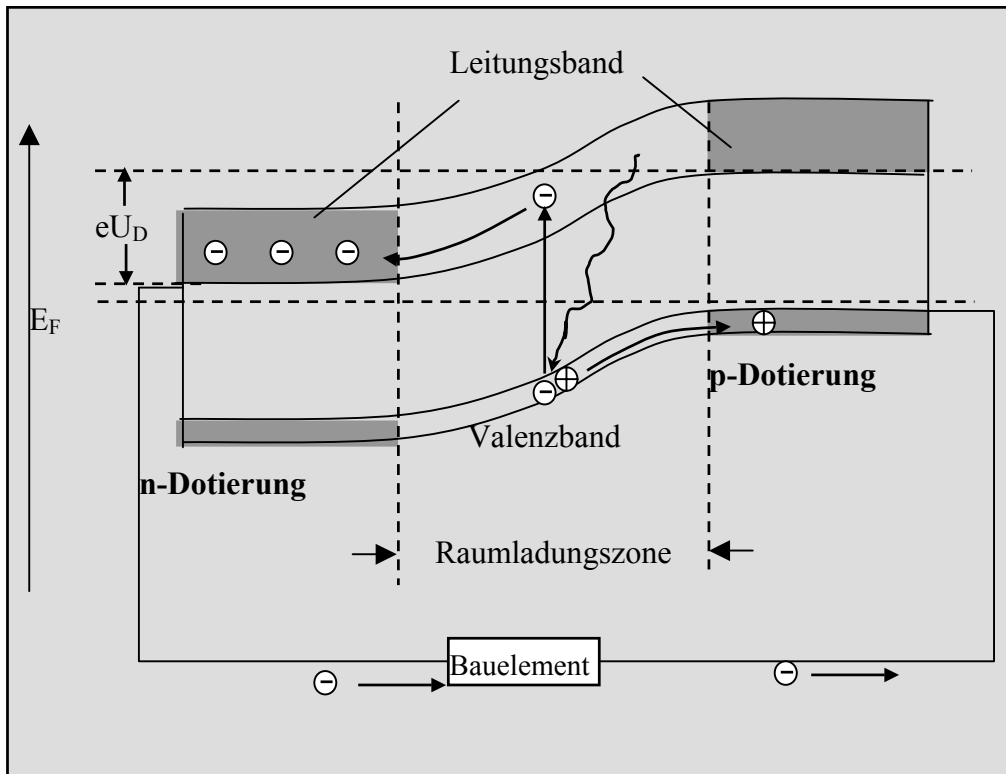 Leitungsband
eU_D
E_F
p-Dotierung
Valenzband
n-Dotierung
Raumladungszone
Bauelement